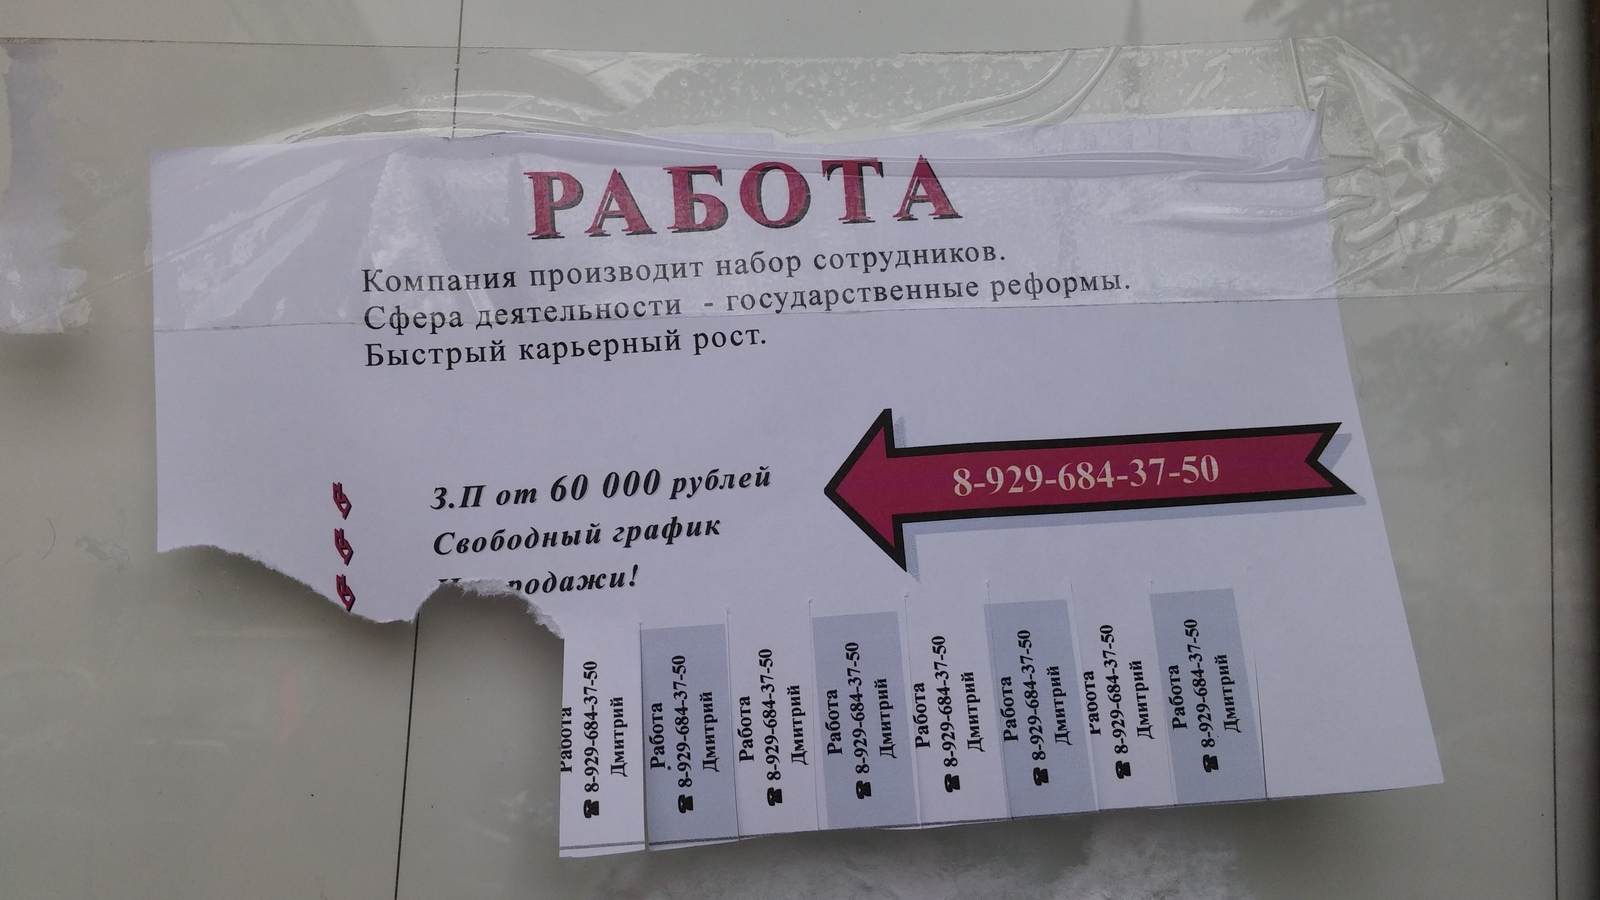 РАБОТА
Компания производит набор сотрудников.
Сфера деятельности - государственные реформы.
Быстрый карьерный рост.
8-929-684-37-50
З.П от 60 000 рублей
Свободный график
родажи!
Работа
☎ 8-929-684-37-50
Дмитрий
Работа
☎ 8-929-684-37-50
Дмитрий
Работа
☎ 8-929-684-37-50
Дмитрий
Работа
☎ 8-929-684-37-50
Дмитрий
Работа
☎ 8-929-684-37-50
Дмитрий
Работа
☎ 8-929-684-37-50
Дмитрий
Работа
☎ 8-929-684-37-50
Дмитрий
Работа
☎ 8-929-684-37-50
Дмитрий